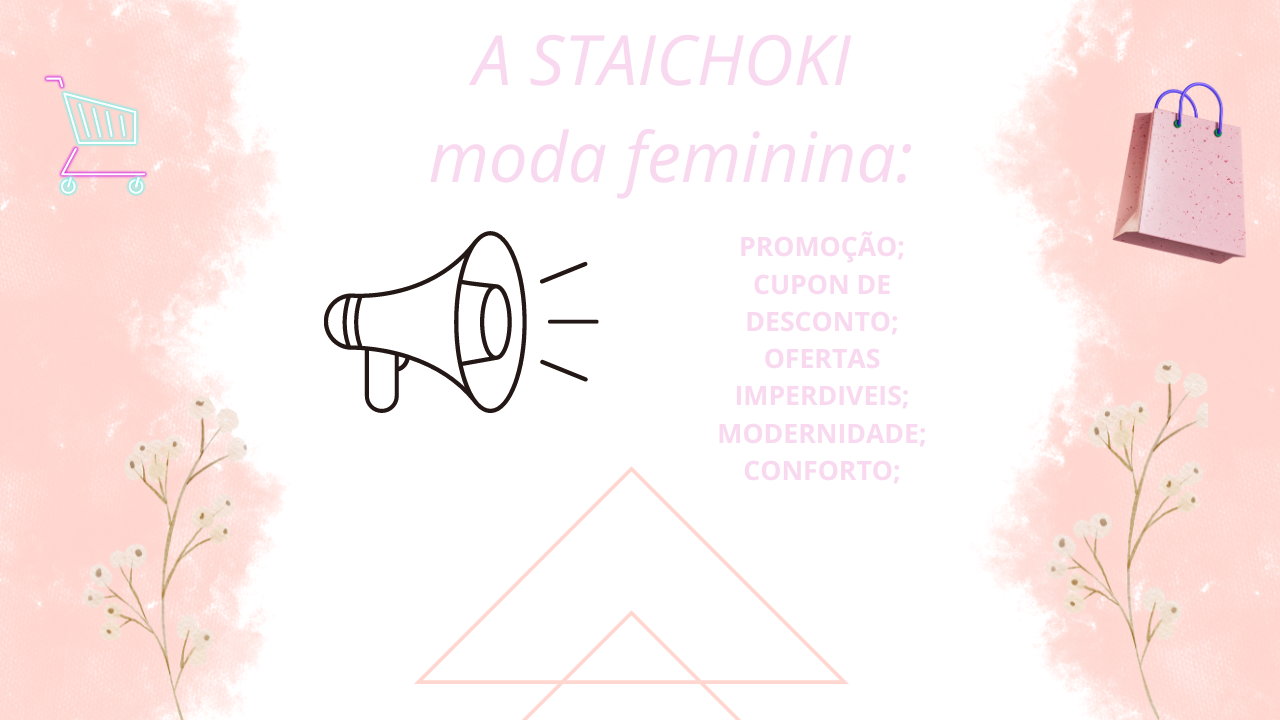 A STAICHOKI
moda feminina:
PROMOÇÃO;
CUPON DE
DESCONTO;
OFERTAS
IMPERDIVEIS;
MODERNIDADE;
CONFORTO;